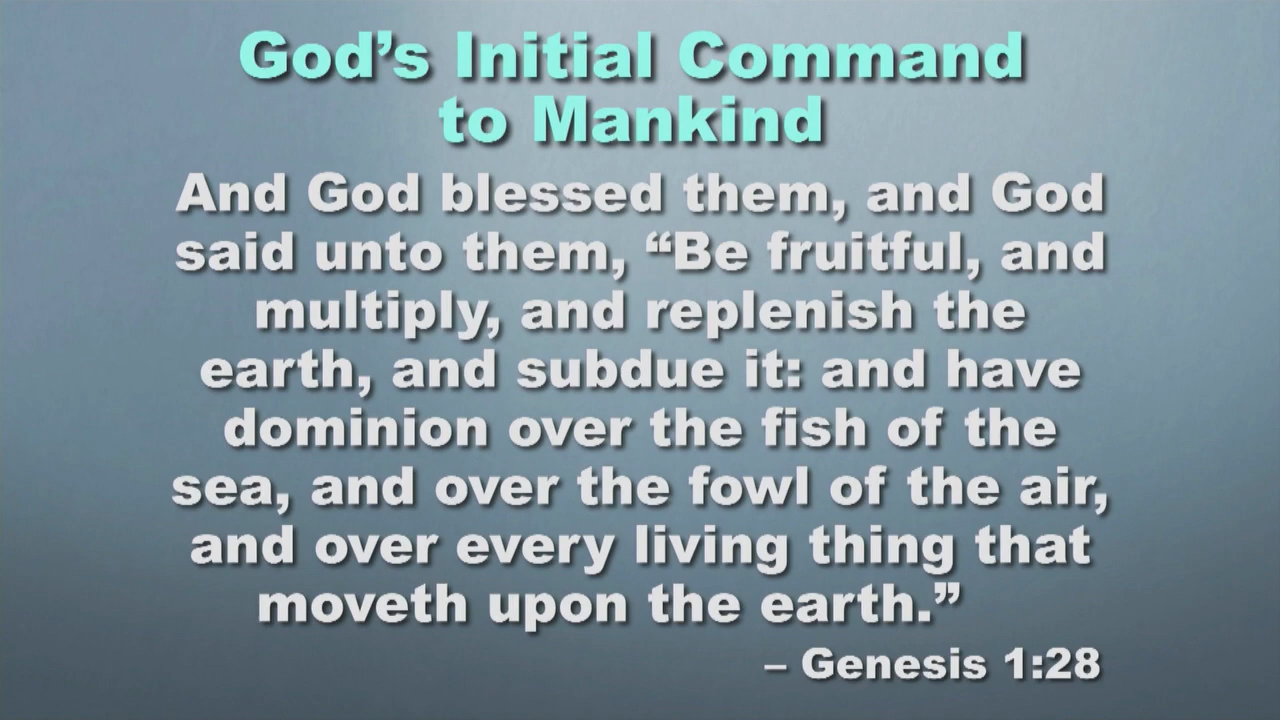 God’s Initial Command
to Mankind
And God blessed them, and God
said unto them, “Be fruitful, and
multiply, and replenish the
earth, and subdue it: and have
dominion over the fish of the
sea, and over the fowl of the air,
and over every living thing that
moveth upon the earth.”
– Genesis 1:28